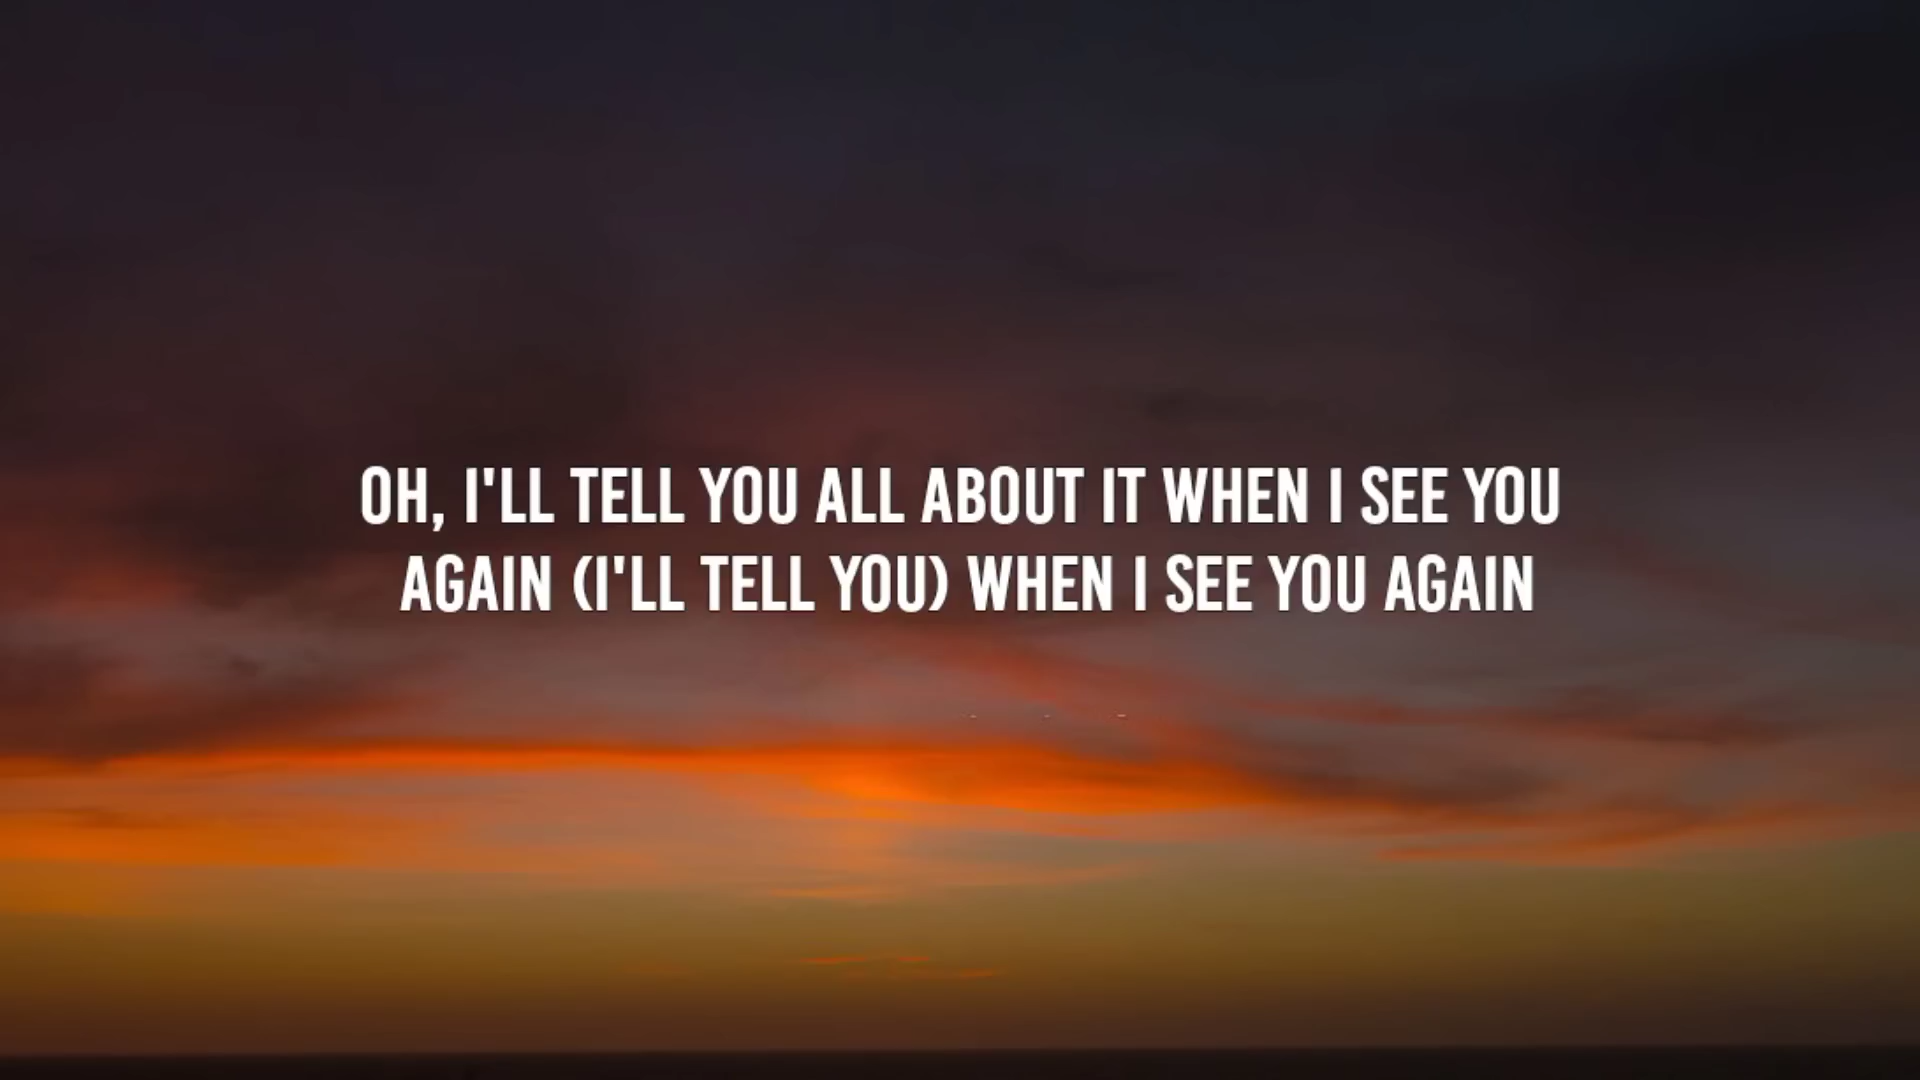 OH, I'LL TELL YOU ALL ABOUT IT WHEN I SEE YOU
AGAIN (I'LL TELL YOU) WHEN I SEE YOU AGAIN